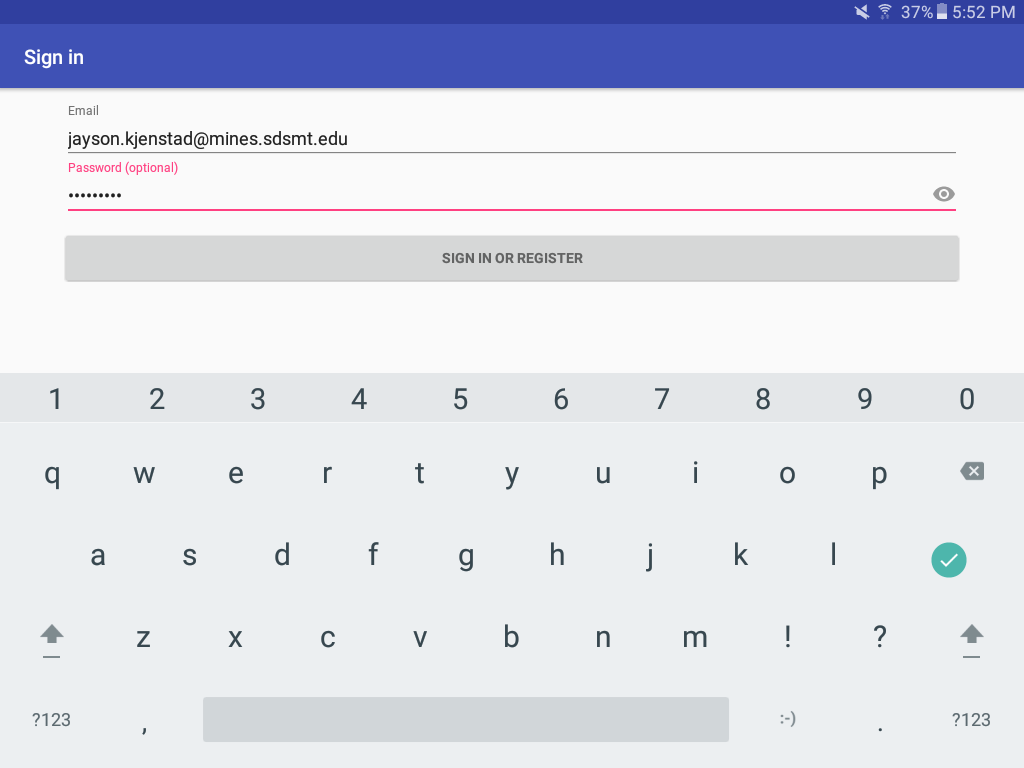 37% 5:52 PM
Sign in
Email
jayson.kjenstad@mines.sdsmt.edu
Password (optional)
•••••••••
SIGN IN OR REGISTER
1 2 3 4 5 6 7 8 9 0
q w e r t y u i o p
a s d f g h j k l
z x c v b n m ! ?
?123 , :-) . ?123